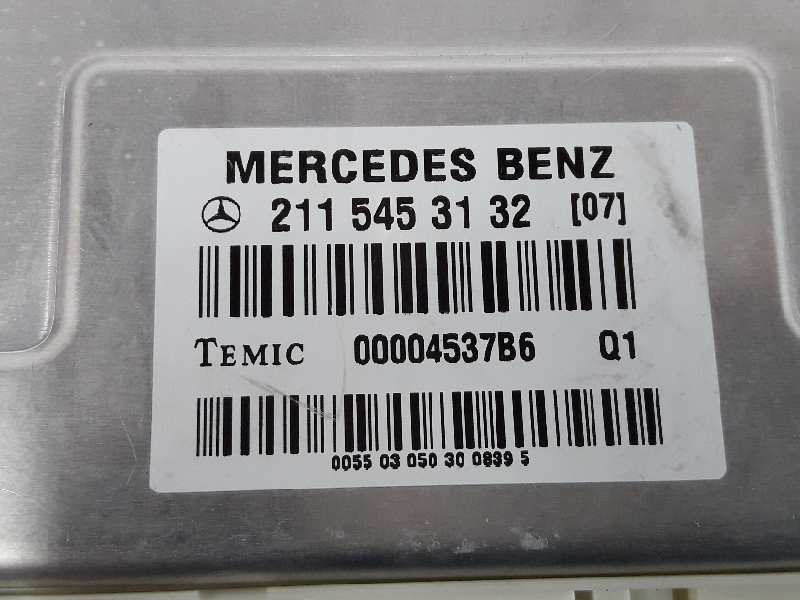 MERCEDES BENZ
211 545 31 32 [07]
TEMIC 00004537B6 Q1
0055 03 050 30 0839 5